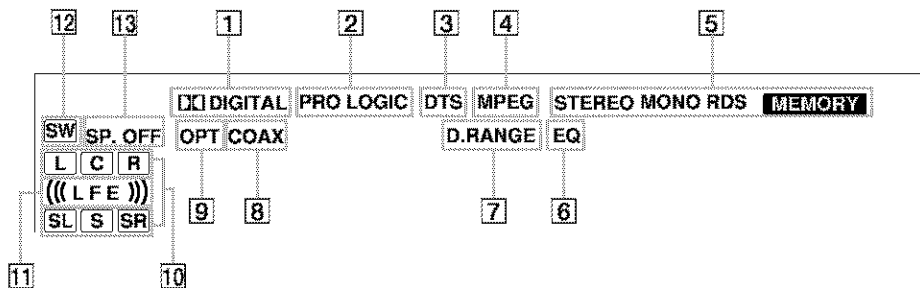 12 13 1 2 3 4 5
DIGITAL PRO LOGIC DTS MPEG STEREO MONO RDS MEMORY
SW SP. OFF OPT COAX D.RANGE EQ
L C R
((( L F E )))
SL S SR
9 8 7 6
11 10